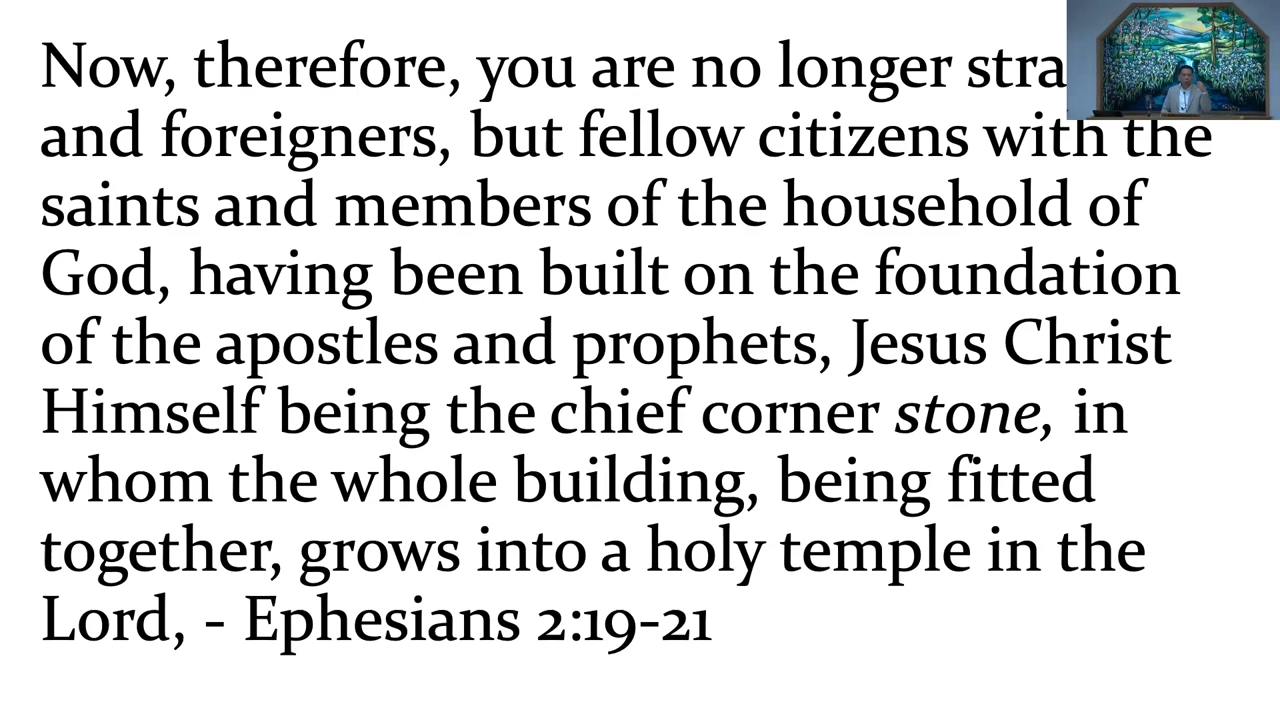 Now, therefore, you are no longer
and foreigners, but fellow citizens with the
saints and members of the household of
God, having been built on the foundation
of the apostles and prophets, Jesus Christ
Himself being the chief corner stone, in
whom the whole building, being fitted
together, grows into a holy temple in the
Lord, - Ephesians 2:19-21